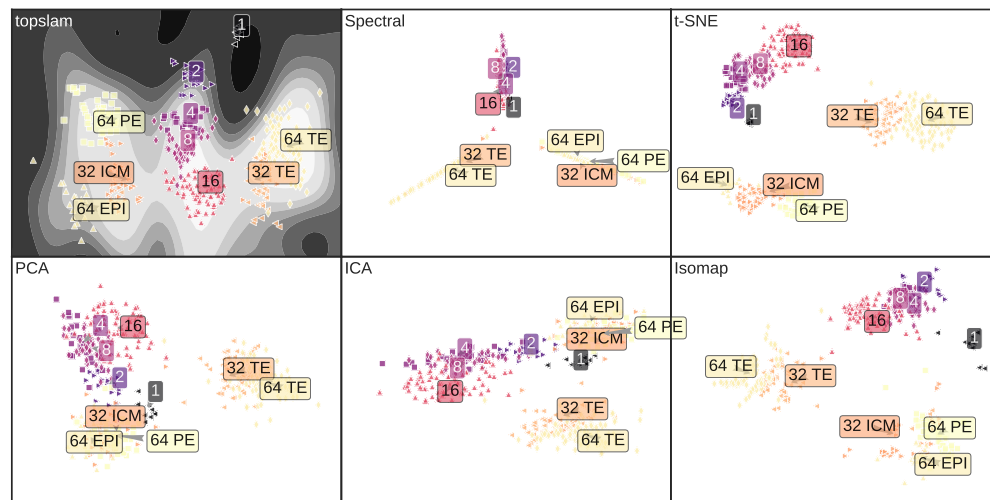 topslam
1
2
4
64 PE
8
64 TE
32 ICM
32 TE
16
64 EPI
Spectral
8 2
4
16 1
64 EPI
32 TE
64 PE
64 TE
32 ICM
t-SNE
16
8
4
2 1
32 TE
64 TE
64 EPI
32 ICM
64 PE
PCA
4 16
8
2
1
32 TE
64 TE
32 ICM
64 EPI
64 PE
ICA
64 EPI
64 PE
32 ICM
2
4
1
8
16
32 TE
64 TE
Isomap
2
8
4
16
1
64 TE
32 TE
32 ICM
64 PE
64 EPI